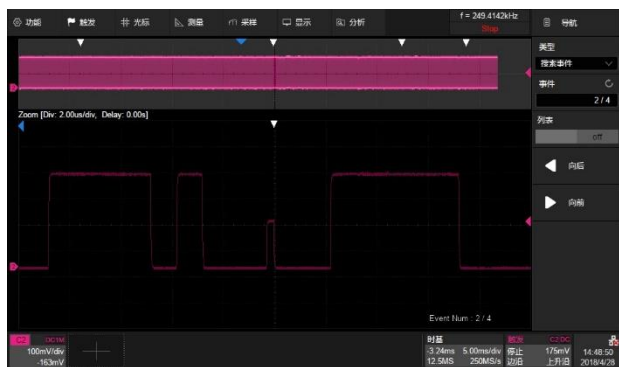 功能 触发 光标 测量 采样 显示 分析 f = 249.4142kHz 导航
Stop
类型
搜索事件
事件
2 / 4
Zoom [Div: 2.00us/div, Delay: 0.00s]
列表
off
向后
向前
Event Num : 2 / 4
C2 DC1M 时基 触发 C2 DC
100mV/div -3.24ms 5.00ms/div 停止 175mV 14:48:50
-163mV 12.5MS 250MS/s 边沿 上升沿 2018/4/28